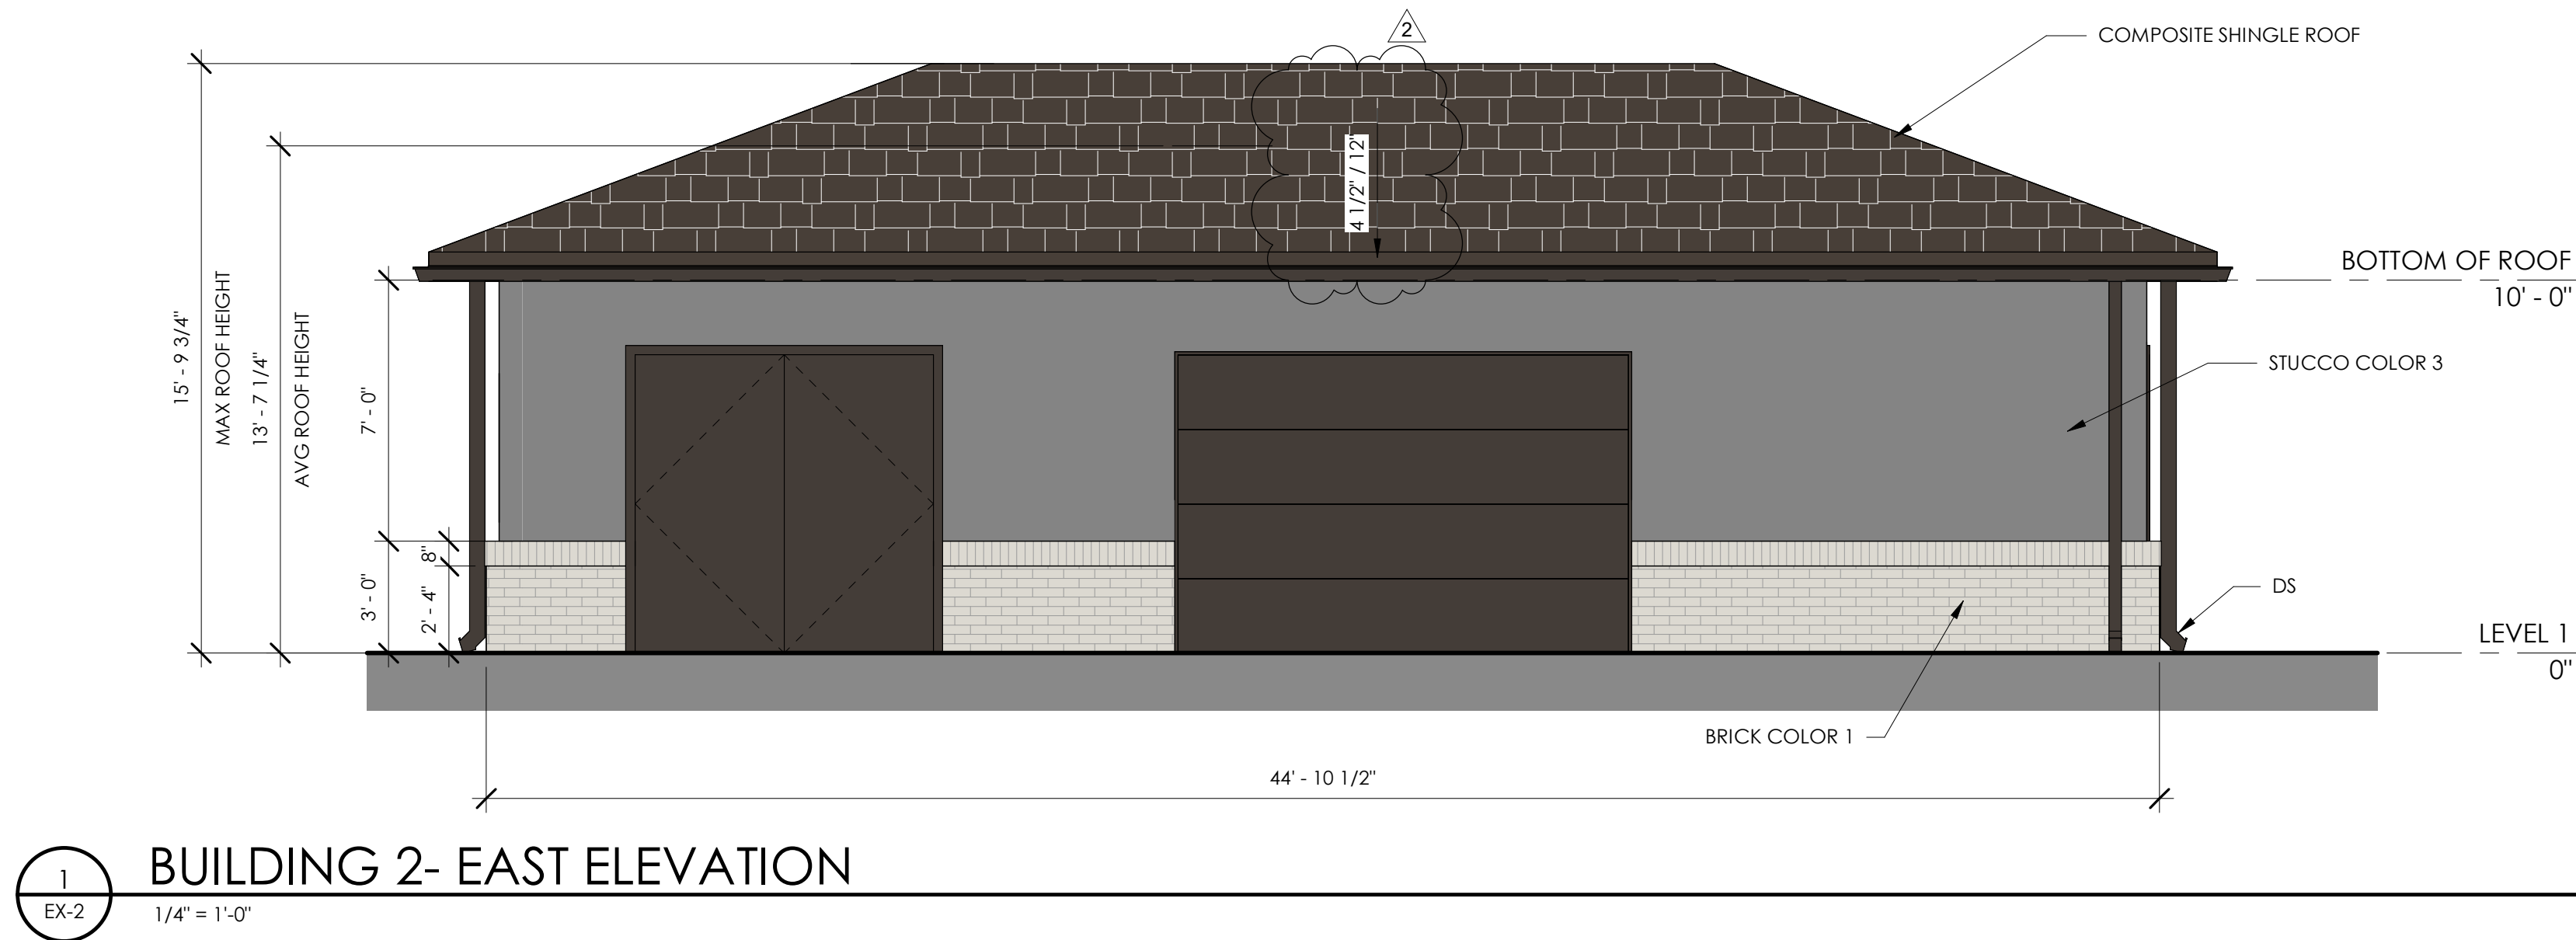 2
COMPOSITE SHINGLE ROOF
4 1/2" / 12"
BOTTOM OF ROOF
10' - 0"
15' - 9 3/4"
MAX ROOF HEIGHT
13' - 7 1/4"
AVG ROOF HEIGHT
7' - 0"
STUCCO COLOR 3
8"
3' - 0"
2' - 4"
DS
LEVEL 1
0"
BRICK COLOR 1
44' - 10 1/2"
1
EX-2
BUILDING 2- EAST ELEVATION
1/4" = 1'-0"